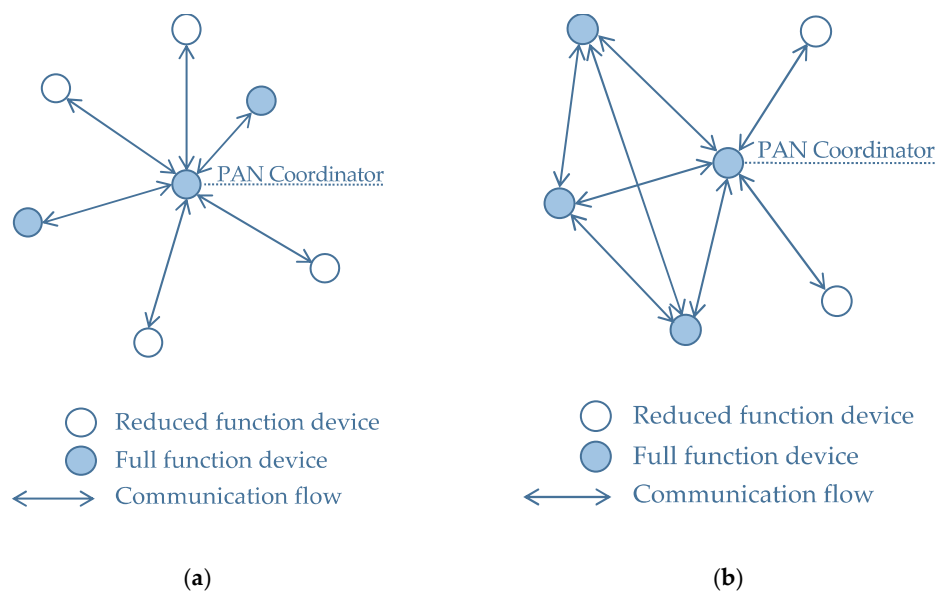 PAN Coordinator
Reduced function device
Full function device
Communication flow
(a)
PAN Coordinator
Reduced function device
Full function device
Communication flow
(b)